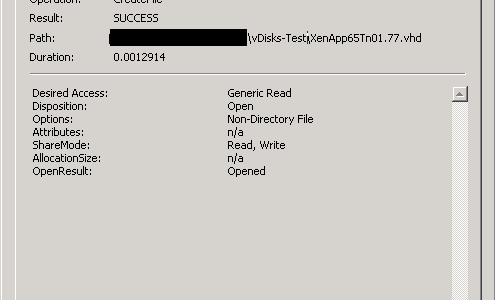 Operation: CreateFile
Result: SUCCESS
Path: \vDisks-Test\XenApp65Tn01.77.vhd
Duration: 0.0012914
Desired Access: Generic Read
Disposition: Open
Options: Non-Directory File
Attributes: n/a
ShareMode: Read, Write
AllocationSize: n/a
OpenResult: Opened